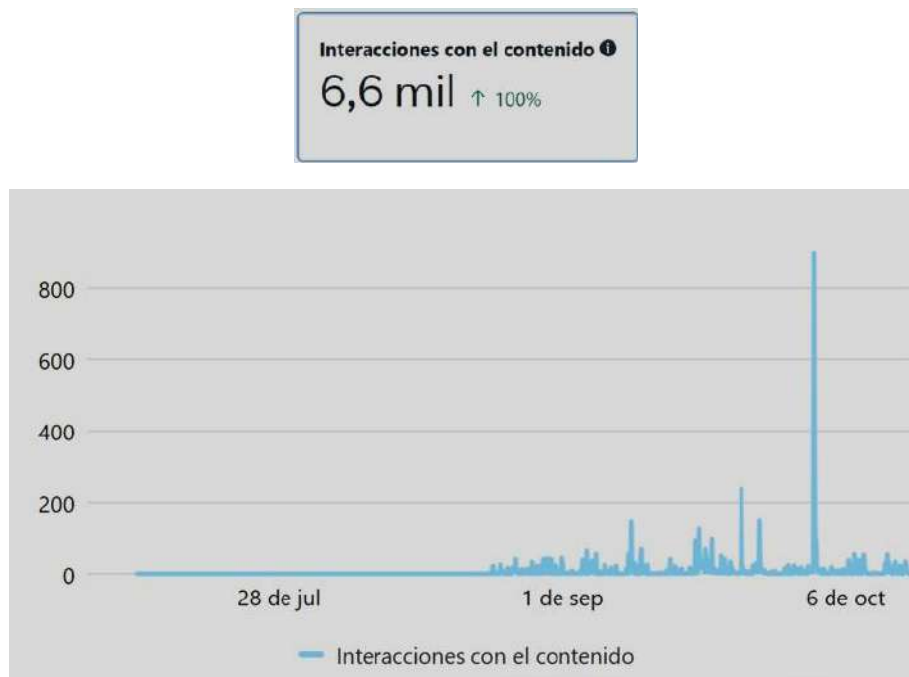 Interacciones con el contenido
6,6 mil ↑ 100%
800
600
400
200
0
28 de jul 1 de sep 6 de oct
Interacciones con el contenido